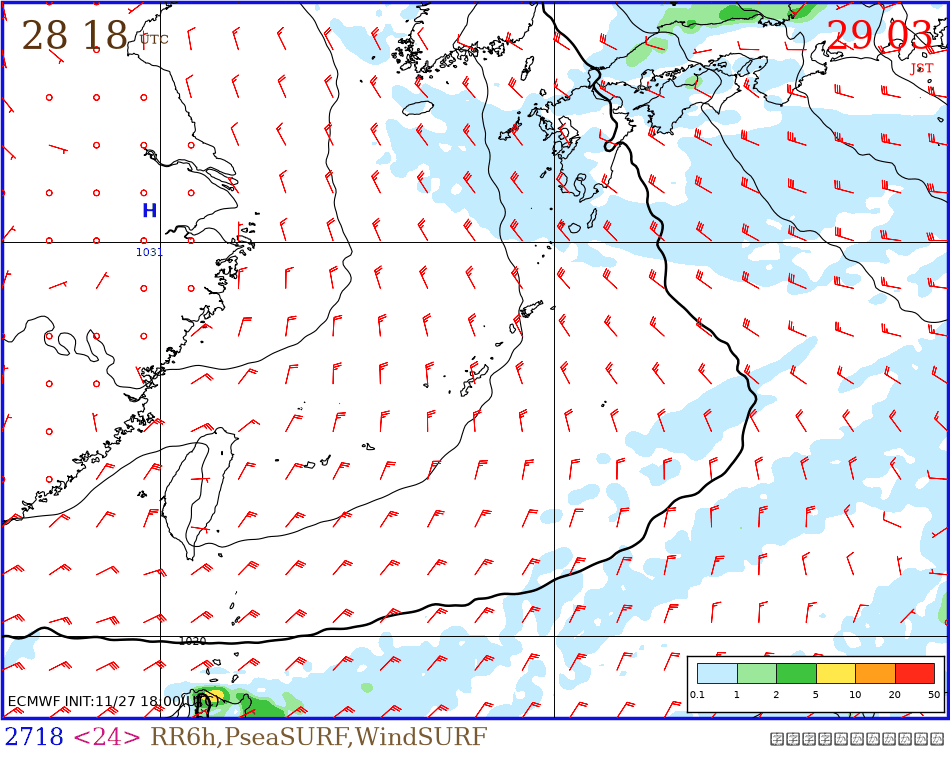 28 18 UTC
29 03
JST
H
1031
1020
ECMWF INIT:11/27 18:00(UTC)
0.1 1 2 5 10 20 50
2718 <24> RR6h,PseaSURF,WindSURF